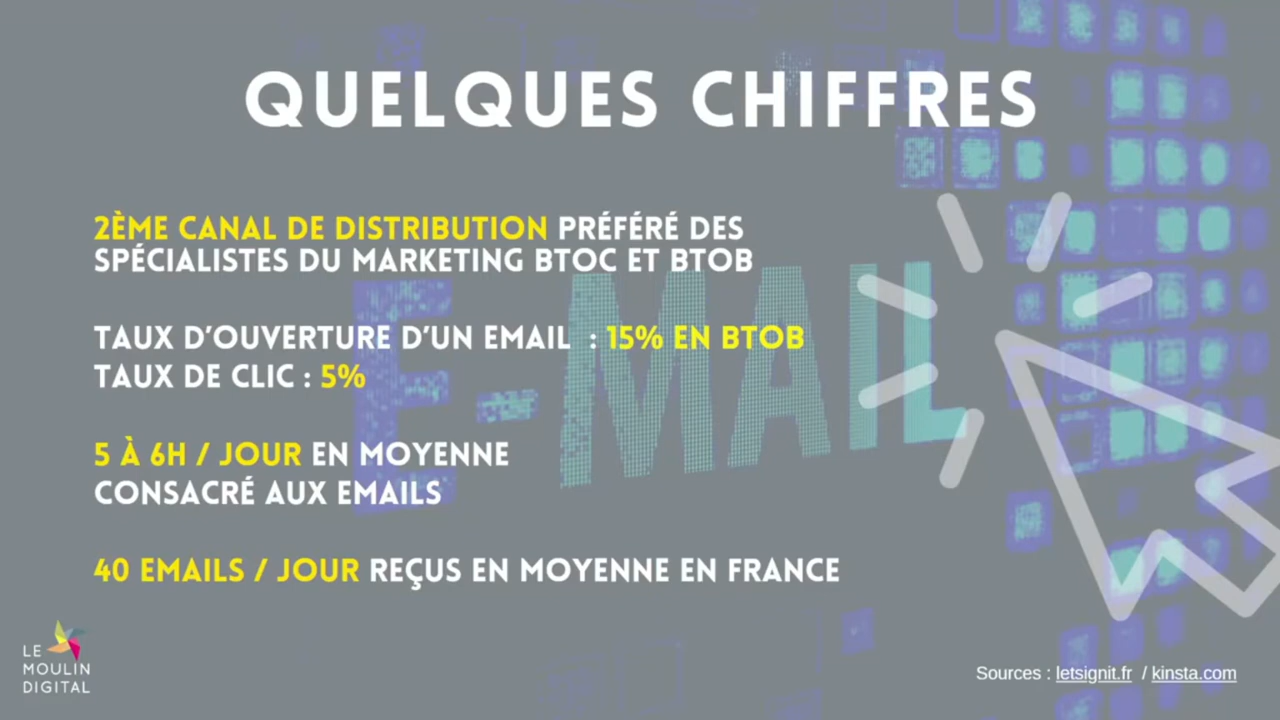 QUELQUES CHIFFRES
2ÈME CANAL DE DISTRIBUTION PRÉFÉRÉ DES
SPÉCIALISTES DU MARKETING BTOC ET BTOB
E-MAIL
TAUX D'OUVERTURE D'UN EMAIL : 15% EN BTOB
TAUX DE CLIC : 5%
5 À 6H / JOUR EN MOYENNE
CONSACRÉ AUX EMAILS
40 EMAILS / JOUR REÇUS EN MOYENNE EN FRANCE
LE
MOULIN
DIGITAL
Sources : letsignit.fr / kinsta.com